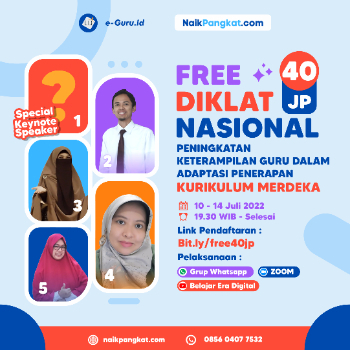 e-Guru.id
NaikPangkat.com
FREE 40 JP
DIKLAT
NASIONAL
PENINGKATAN
KETERAMPILAN GURU DALAM
ADAPTASI PENERAPAN
KURIKULUM MERDEKA
10 - 14 Juli 2022
19.30 WIB - Selesai
Link Pendaftaran :
Bit.ly/free40jp
Pelaksanaan :
Grup Whatsapp
ZOOM
Belajar Era Digital
Special
Keynote
Speaker
?
1
2
3
4
5
naikpangkat.com
0856 0407 7532